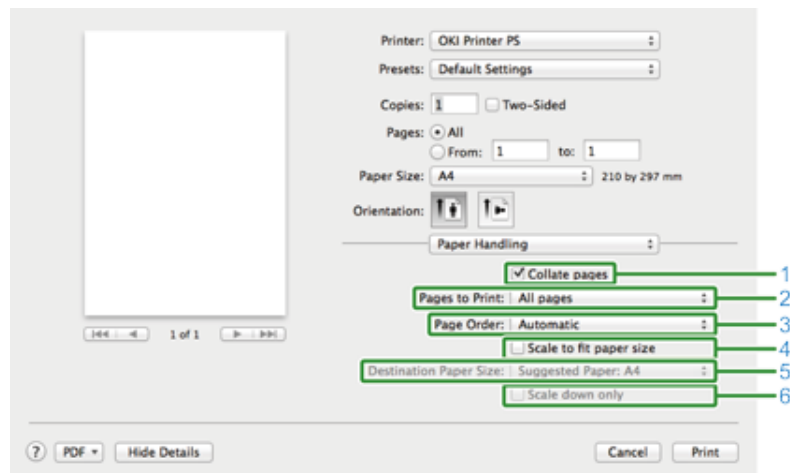 Printer: OKI Printer PS
Presets: Default Settings
Copies: 1 Two-Sided
Pages: All
From: 1 to: 1
Paper Size: A4 210 by 297 mm
Orientation:
Paper Handling
Collate pages 1
Pages to Print: All pages 2
Page Order: Automatic 3
1 of 1
Scale to fit paper size 4
Destination Paper Size: Suggested Paper: A4 5
Scale down only 6
? PDF Hide Details Cancel Print